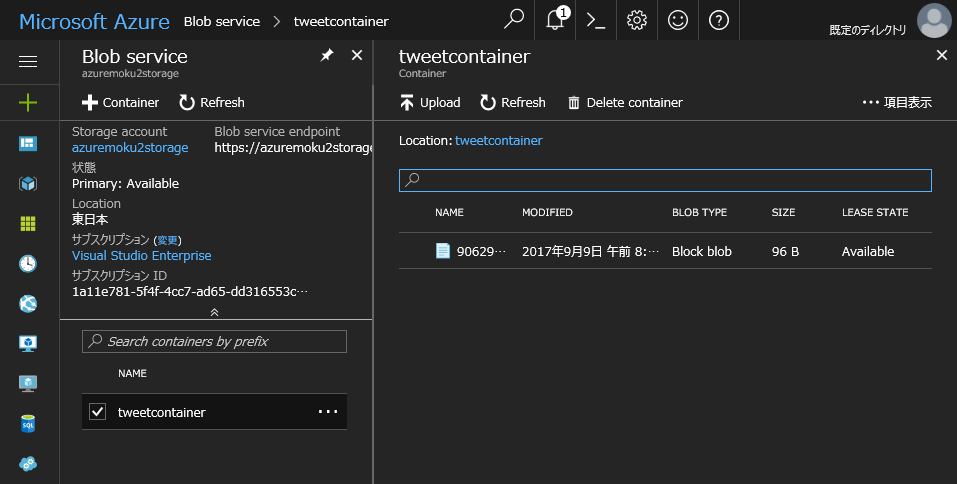 Microsoft Azure Blob service > tweetcontainer
1
既定のディレクトリ
Blob service
azuremoku2storage
Container Refresh
Storage account
azuremoku2storage
Blob service endpoint
https://azuremoku2storage
状態
Primary: Available
Location
東日本
サブスクリプション (変更)
Visual Studio Enterprise
サブスクリプション ID
1a11e781-5f4f-4cc7-ad65-dd316553c···
Search containers by prefix
NAME
tweetcontainer
tweetcontainer
Container
Upload Refresh Delete container 項目表示
Location: tweetcontainer
NAME MODIFIED BLOB TYPE SIZE LEASE STATE
90629··· 2017年9月9日 午前 8:··· Block blob 96 B Available
SQL